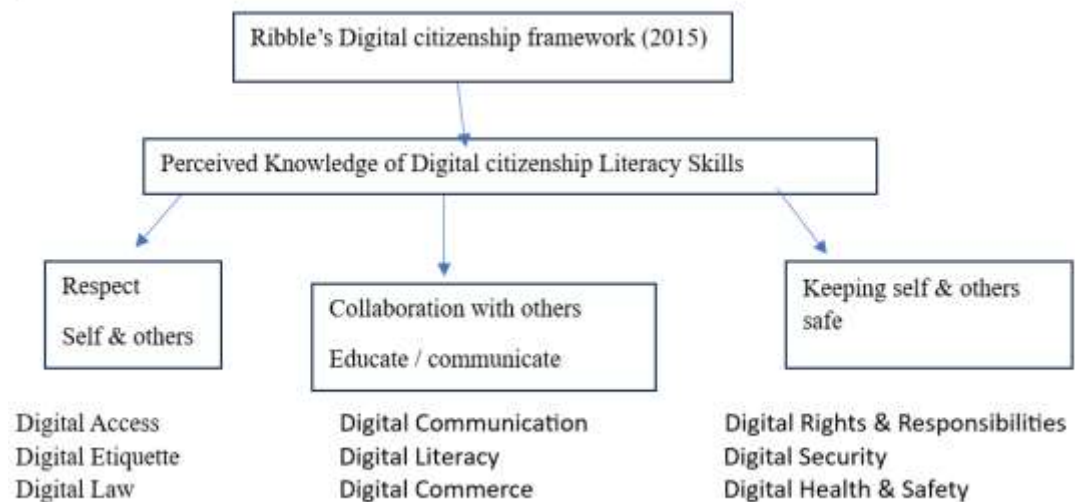 Ribble’s Digital citizenship framework (2015)
Perceived Knowledge of Digital citizenship Literacy Skills
Respect
Self & others
Collaboration with others
Educate / communicate
Keeping self & others
safe
Digital Access
Digital Etiquette
Digital Law
Digital Communication
Digital Literacy
Digital Commerce
Digital Rights & Responsibilities
Digital Security
Digital Health & Safety